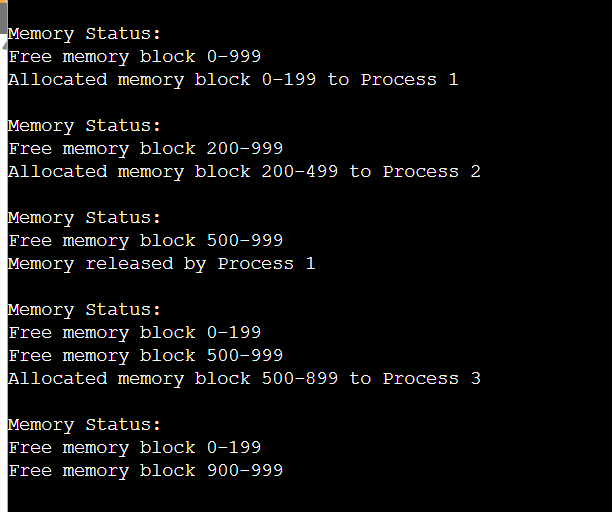 Memory Status:
Free memory block 0-999
Allocated memory block 0-199 to Process 1
Memory Status:
Free memory block 200-999
Allocated memory block 200-499 to Process 2
Memory Status:
Free memory block 500-999
Memory released by Process 1
Memory Status:
Free memory block 0-199
Free memory block 500-999
Allocated memory block 500-899 to Process 3
Memory Status:
Free memory block 0-199
Free memory block 900-999